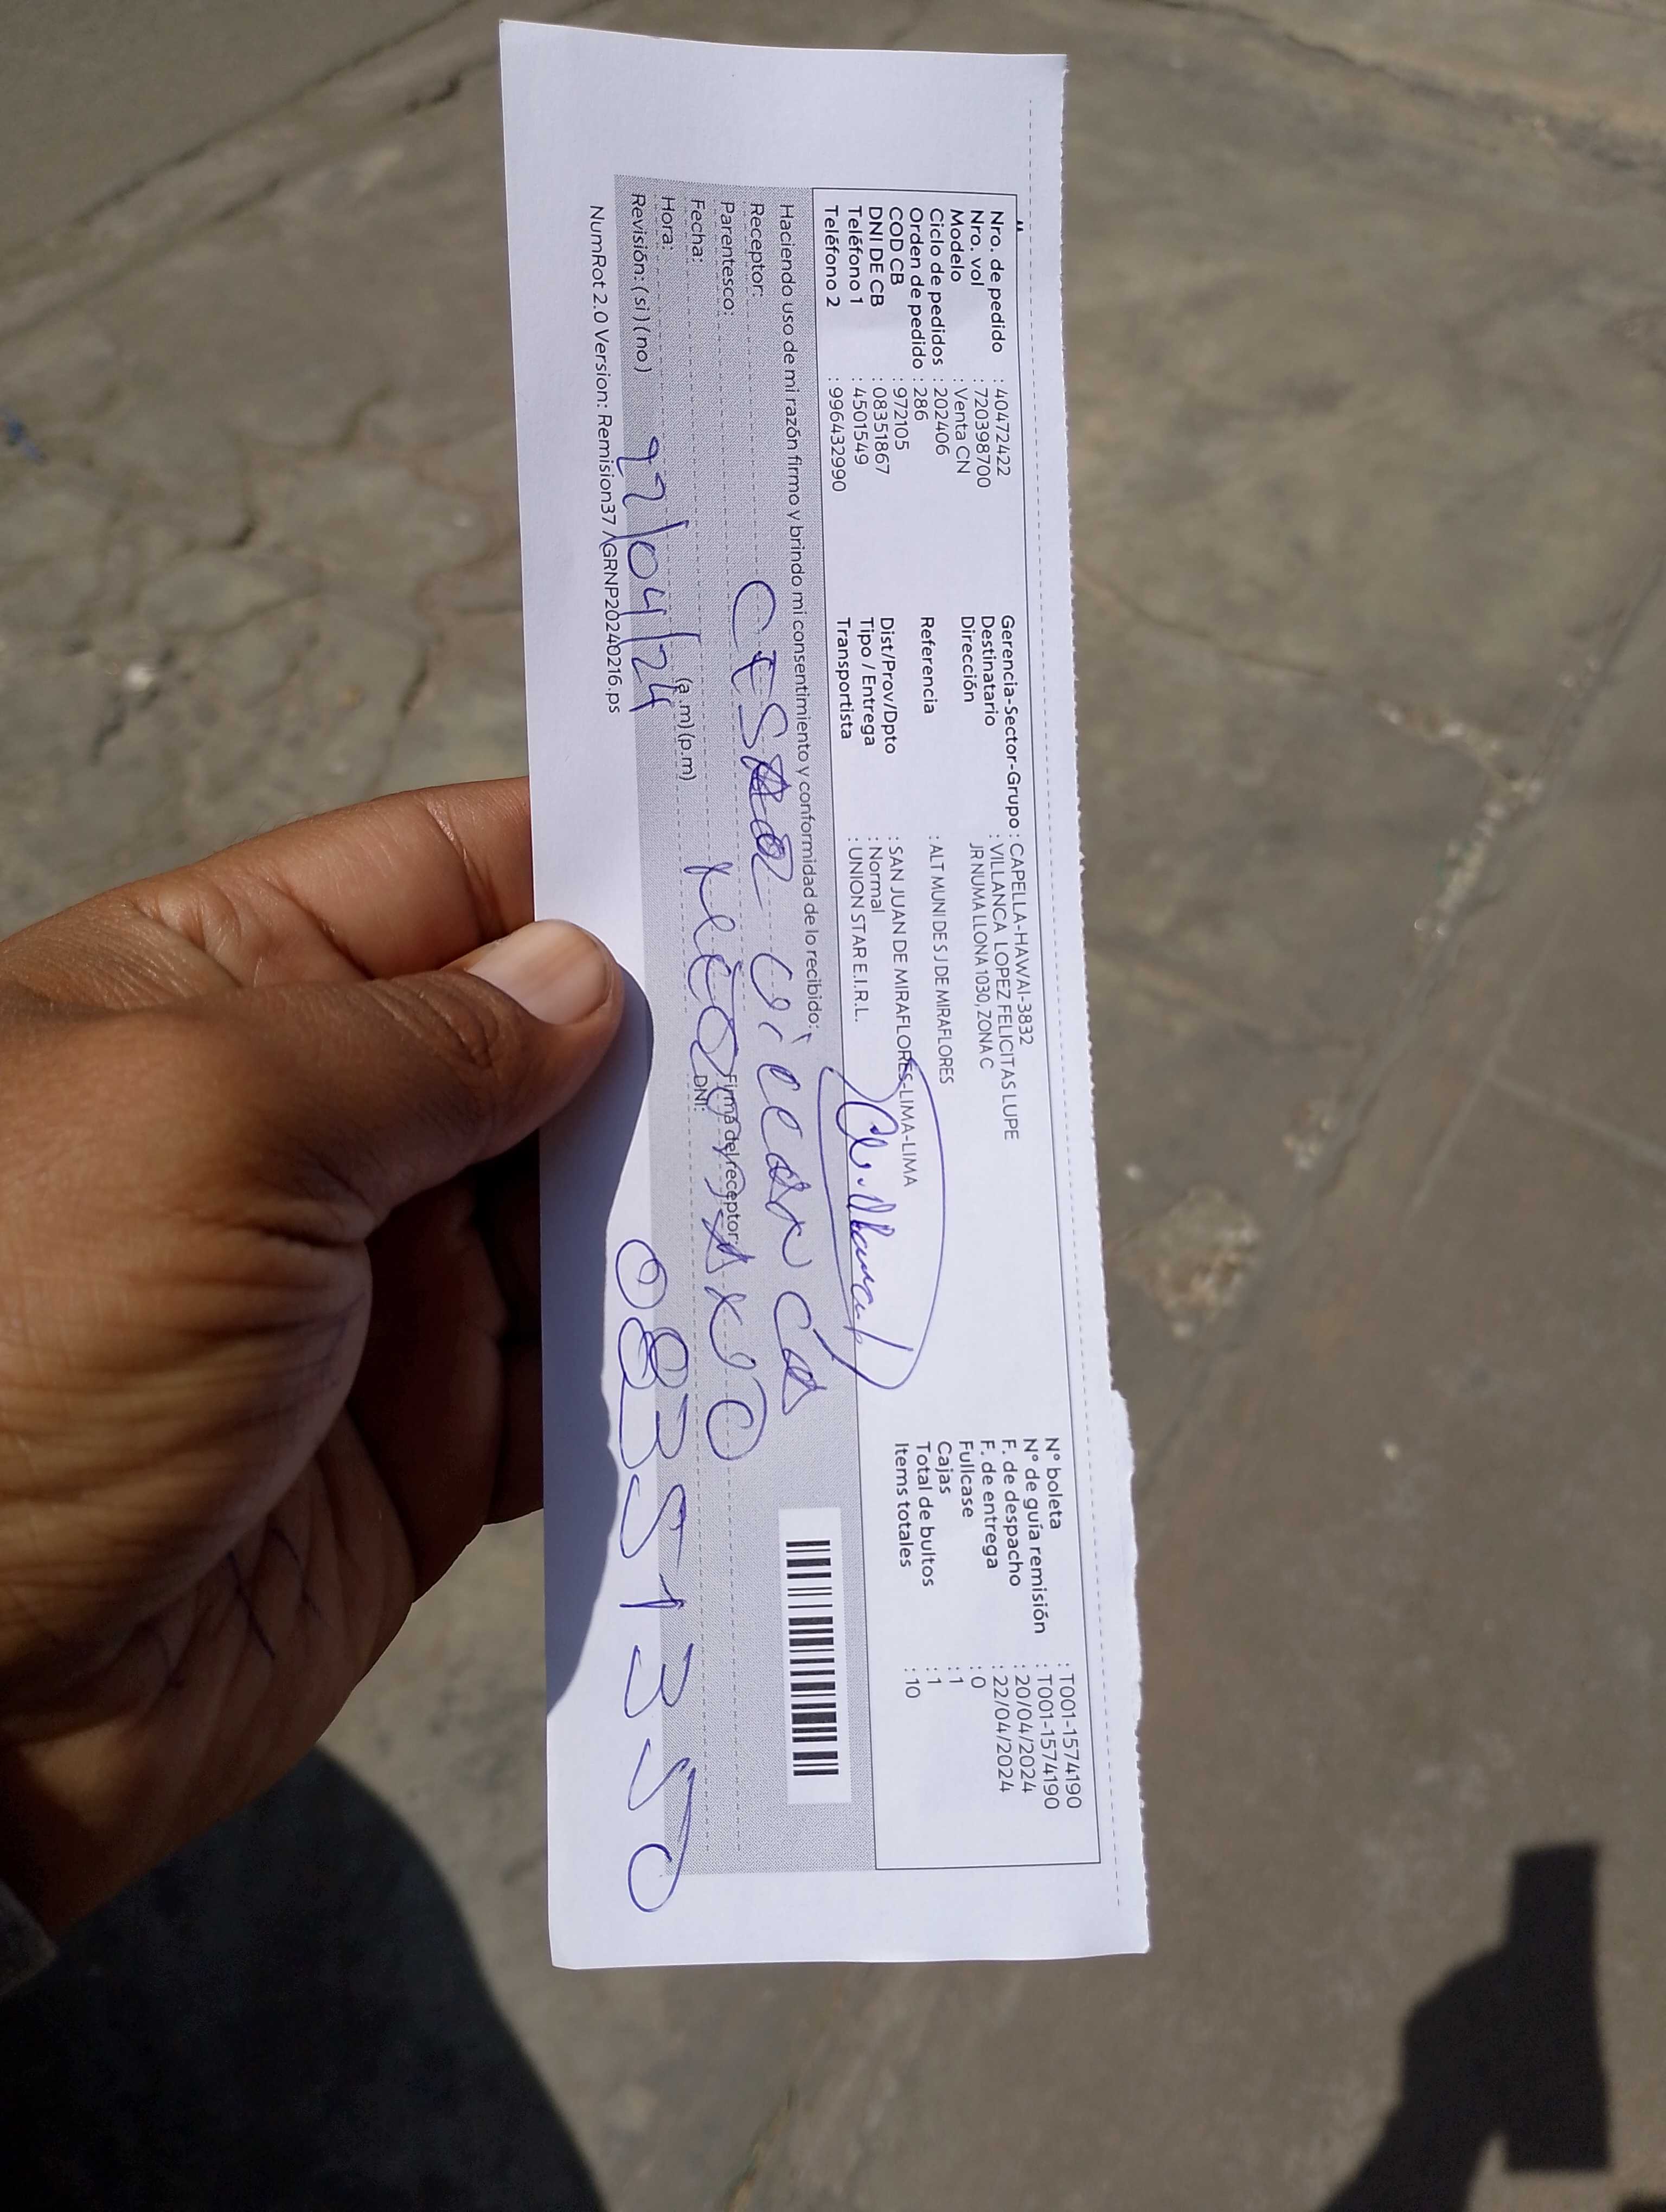 Nro. de pedido : 40472422
Nro. vol : 720398700
Modelo : Venta CN
Ciclo de pedidos : 202406
Orden de pedido : 286
COD CB : 972105
DNI DE CB : 08351867
Teléfono 1 : 4501549
Teléfono 2 : 996432990
Gerencia-Sector-Grupo : CAPELLA-HAWAI-3832
Destinatario : VILLANCA LOPEZ FELICITAS LUPE
Dirección JR NUMA LLONA 1030, ZONA C
Referencia : ALT MUNI DE S J DE MIRAFLORES
Dist/Prov/Dpto : SAN JUAN DE MIRAFLORES-LIMA-LIMA
Tipo / Entrega : Normal
Transportista : UNION STAR E.I.R.L.
N° boleta : T001-1574190
N° de guía remisión : T001-1574190
F. de despacho : 20/04/2024
F. de entrega : 22/04/2024
Fullcase : 0
Cajas : 1
Total de bultos : 1
Items totales : 10
Haciendo uso de mi razón firmo y brindo mi consentimiento y conformidad de lo recibido:
Receptor: CESAR
Parentesco:
Firma del receptor:
Fecha:
DNI:
Hora: (a.m)(p.m)
Revisión: (si)(no)
22/04/24
08351350
NumRot 2.0 Version: Remision37 /GRNP20240216.ps